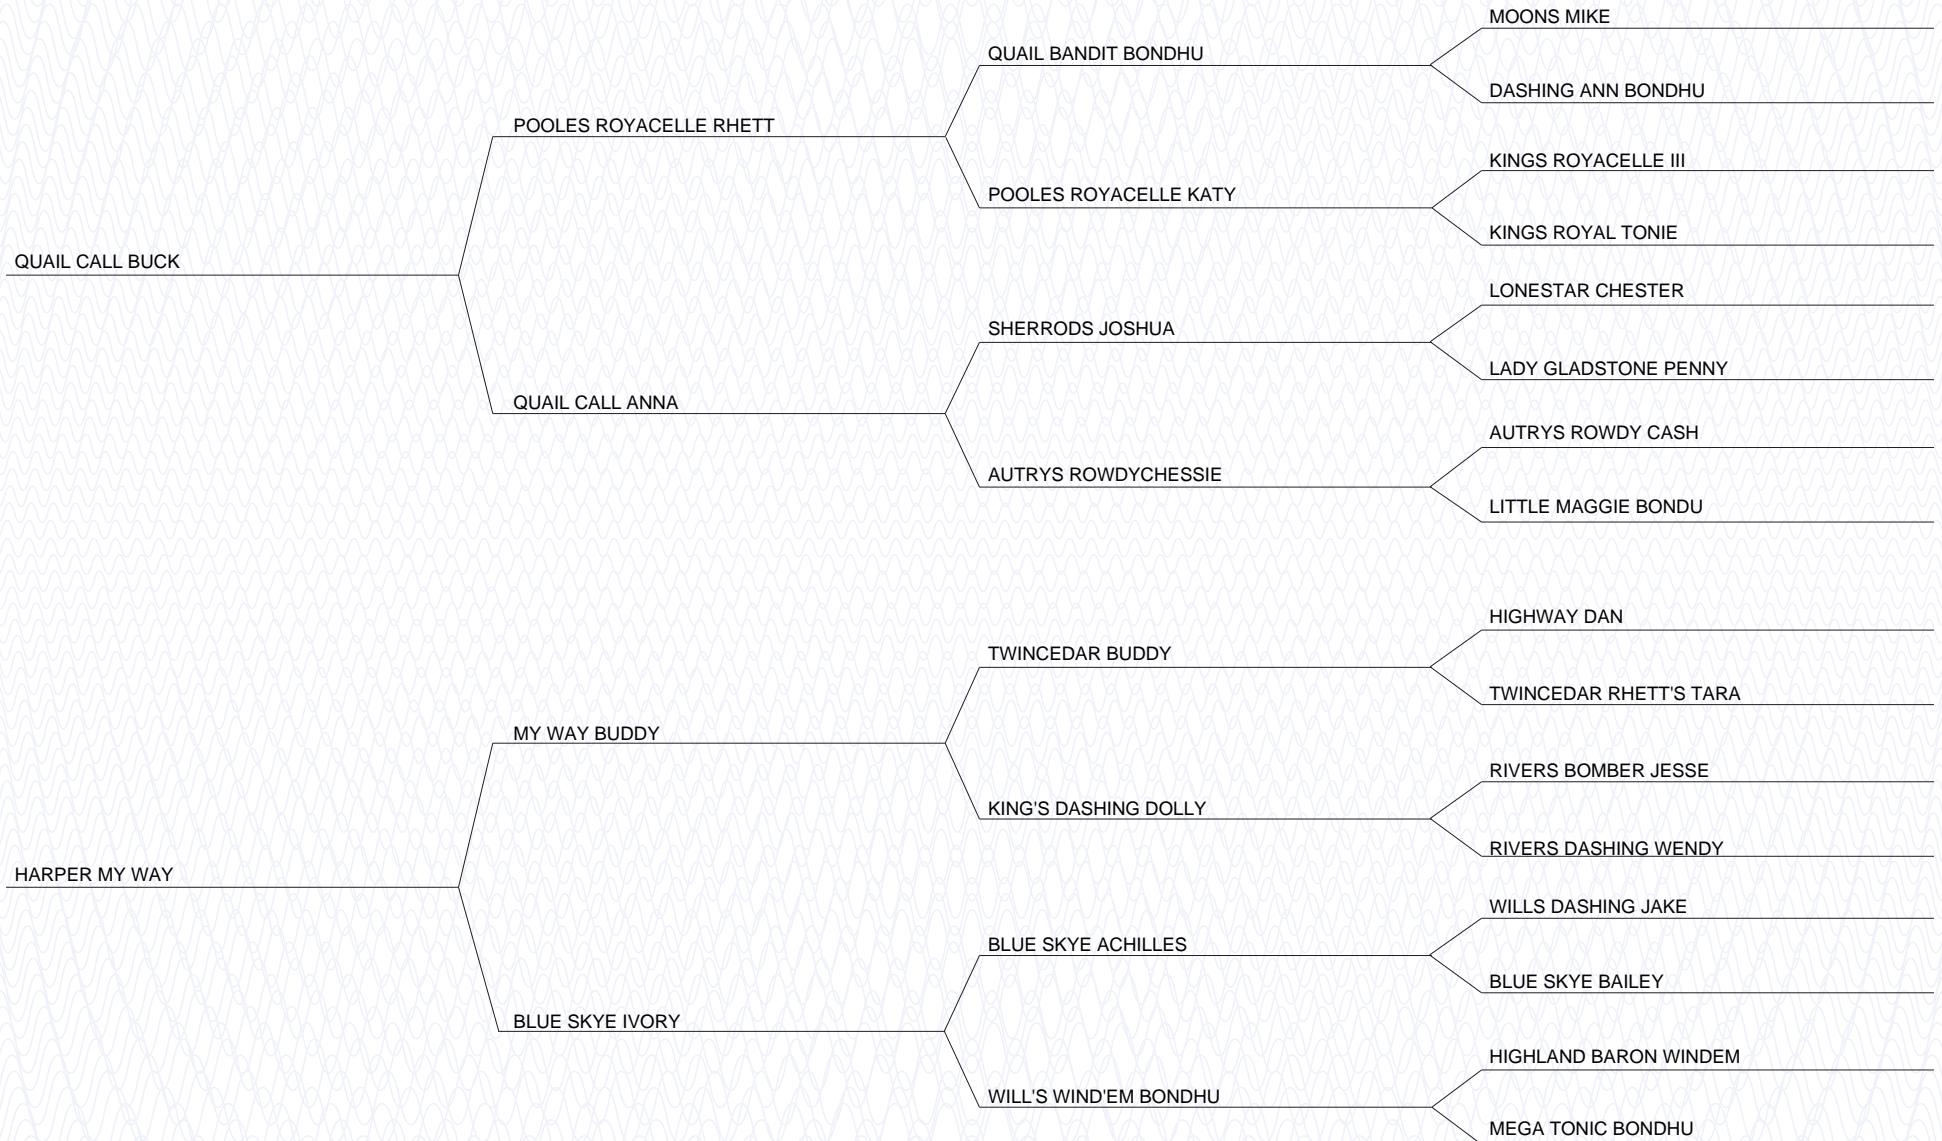 MOONS MIKE
QUAIL BANDIT BONDHU
DASHING ANN BONDHU
POOLES ROYACELLE RHETT
KINGS ROYACELLE III
POOLES ROYACELLE KATY
KINGS ROYAL TONIE
QUAIL CALL BUCK
LONESTAR CHESTER
SHERRODS JOSHUA
LADY GLADSTONE PENNY
QUAIL CALL ANNA
AUTRYS ROWDY CASH
AUTRYS ROWDYCHESSIE
LITTLE MAGGIE BONDU
HIGHWAY DAN
TWINCEDAR BUDDY
TWINCEDAR RHETT'S TARA
MY WAY BUDDY
RIVERS BOMBER JESSE
KING'S DASHING DOLLY
RIVERS DASHING WENDY
HARPER MY WAY
WILLS DASHING JAKE
BLUE SKYE ACHILLES
BLUE SKYE BAILEY
BLUE SKYE IVORY
HIGHLAND BARON WINDEM
WILL'S WIND'EM BONDHU
MEGA TONIC BONDHU